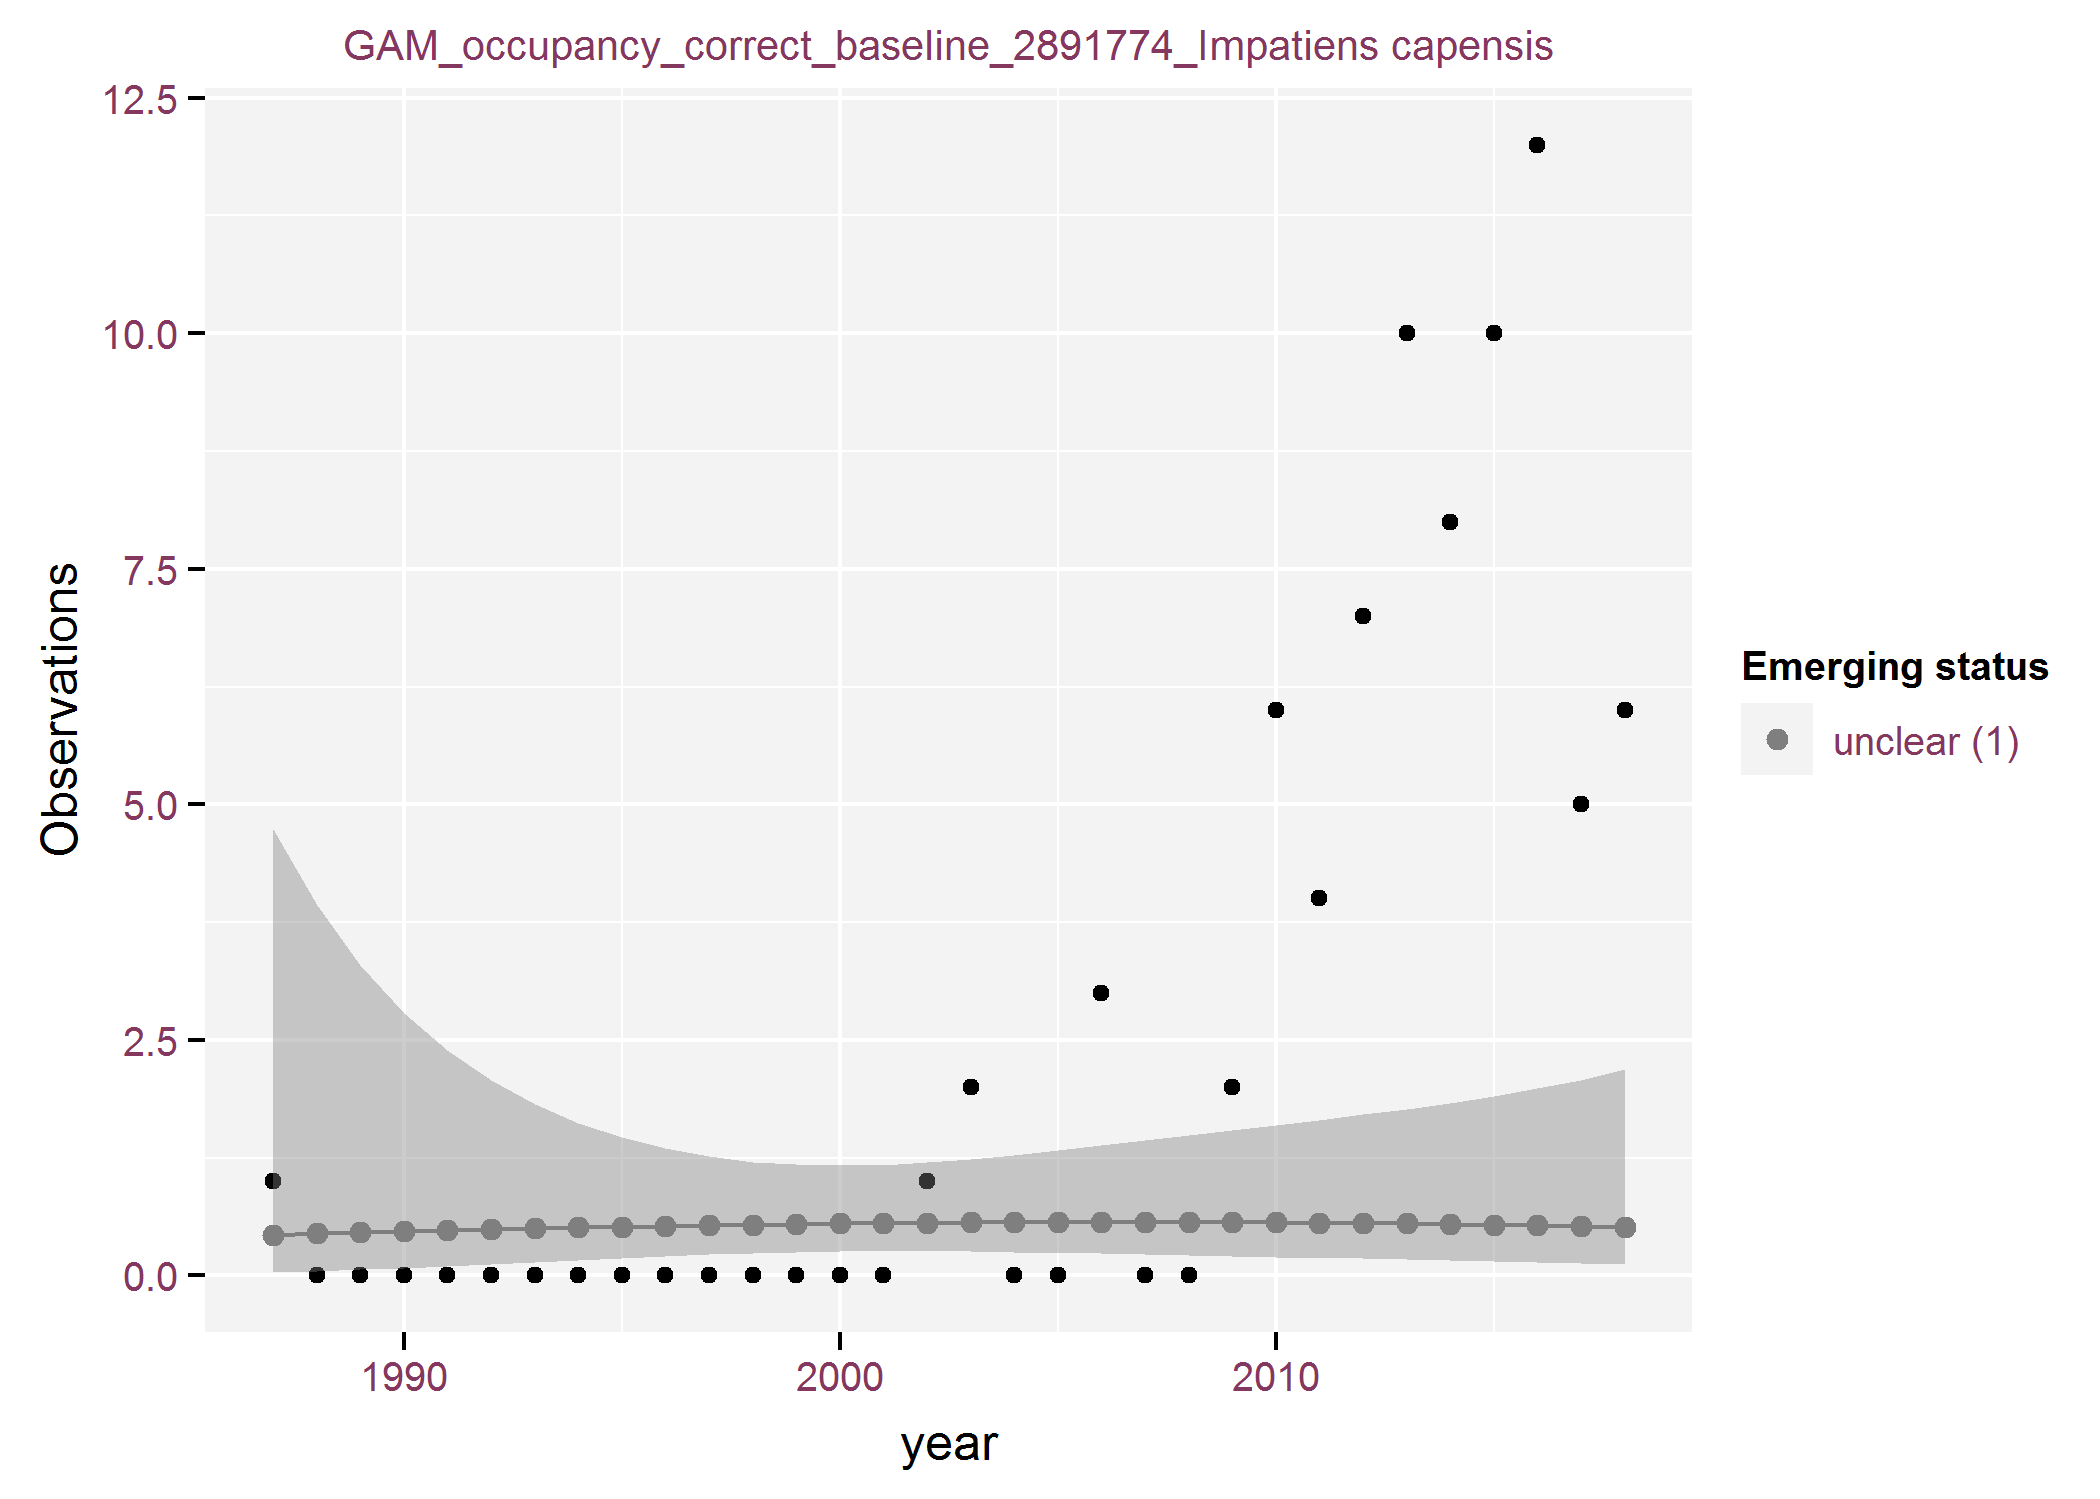 GAM_occupancy_correct_baseline_2891774_Impatiens capensis
12.5
10.0
7.5
5.0
2.5
0.0
Observations
1990 2000 2010
year
Emerging status
unclear (1)